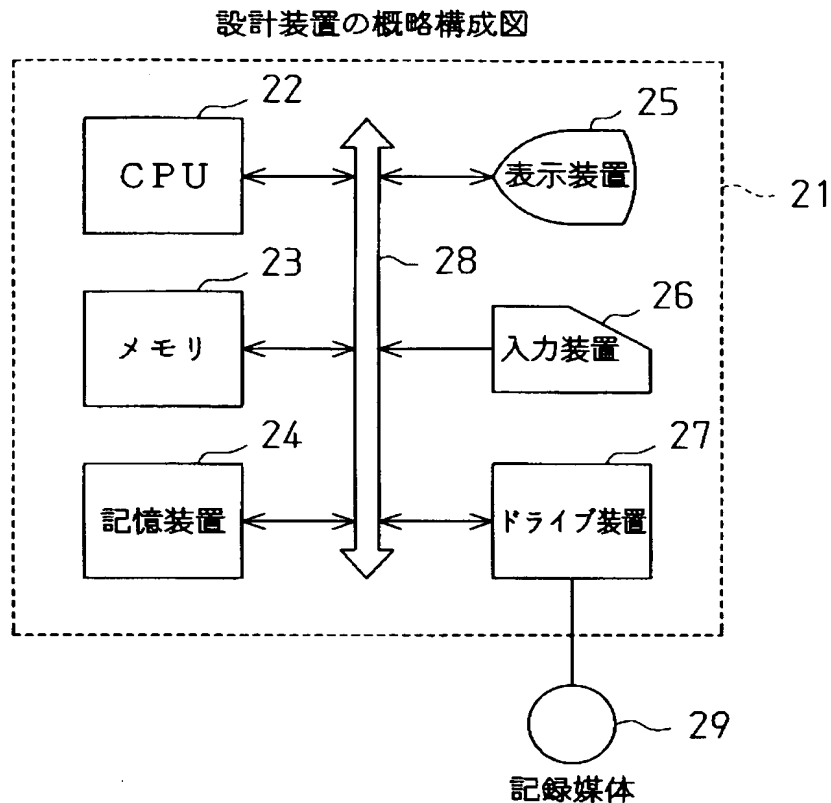 設計装置の概略構成図
22
CPU
25
表示装置
21
23
メモリ
28
26
入力装置
24
記憶装置
27
ドライブ装置
29
記録媒体